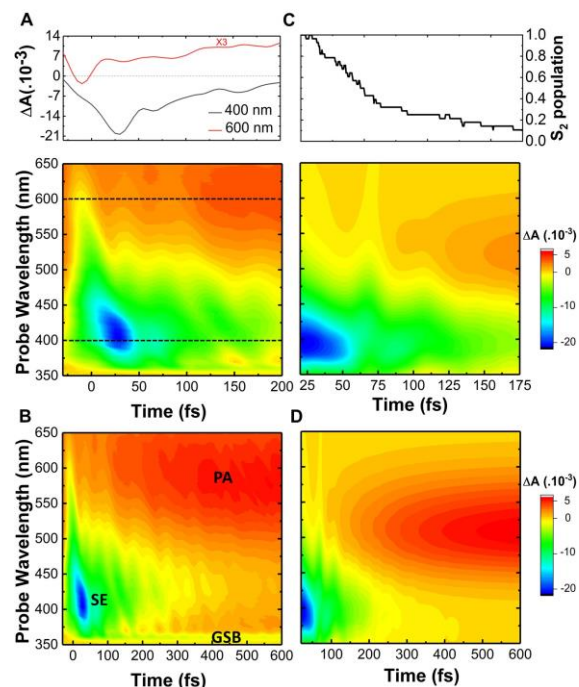 A
C
ΔA(.10⁻³)
14
7
0
-7
-14
-21
X3
400 nm
600 nm
1.0
0.8
0.6
0.4
0.2
0.0
S₂ population
Probe Wavelength (nm)
650
600
550
500
450
400
350
0
50
100
150
200
Time (fs)
25
50
75
100
125
150
175
Time (fs)
ΔA (.10⁻³)
5
0
-10
-20
B
D
Probe Wavelength (nm)
650
600
550
500
450
400
350
PA
SE
GSB
0
100
200
300
400
500
600
Time (fs)
100
200
300
400
500
600
Time (fs)
ΔA (.10⁻³)
5
0
-10
-20